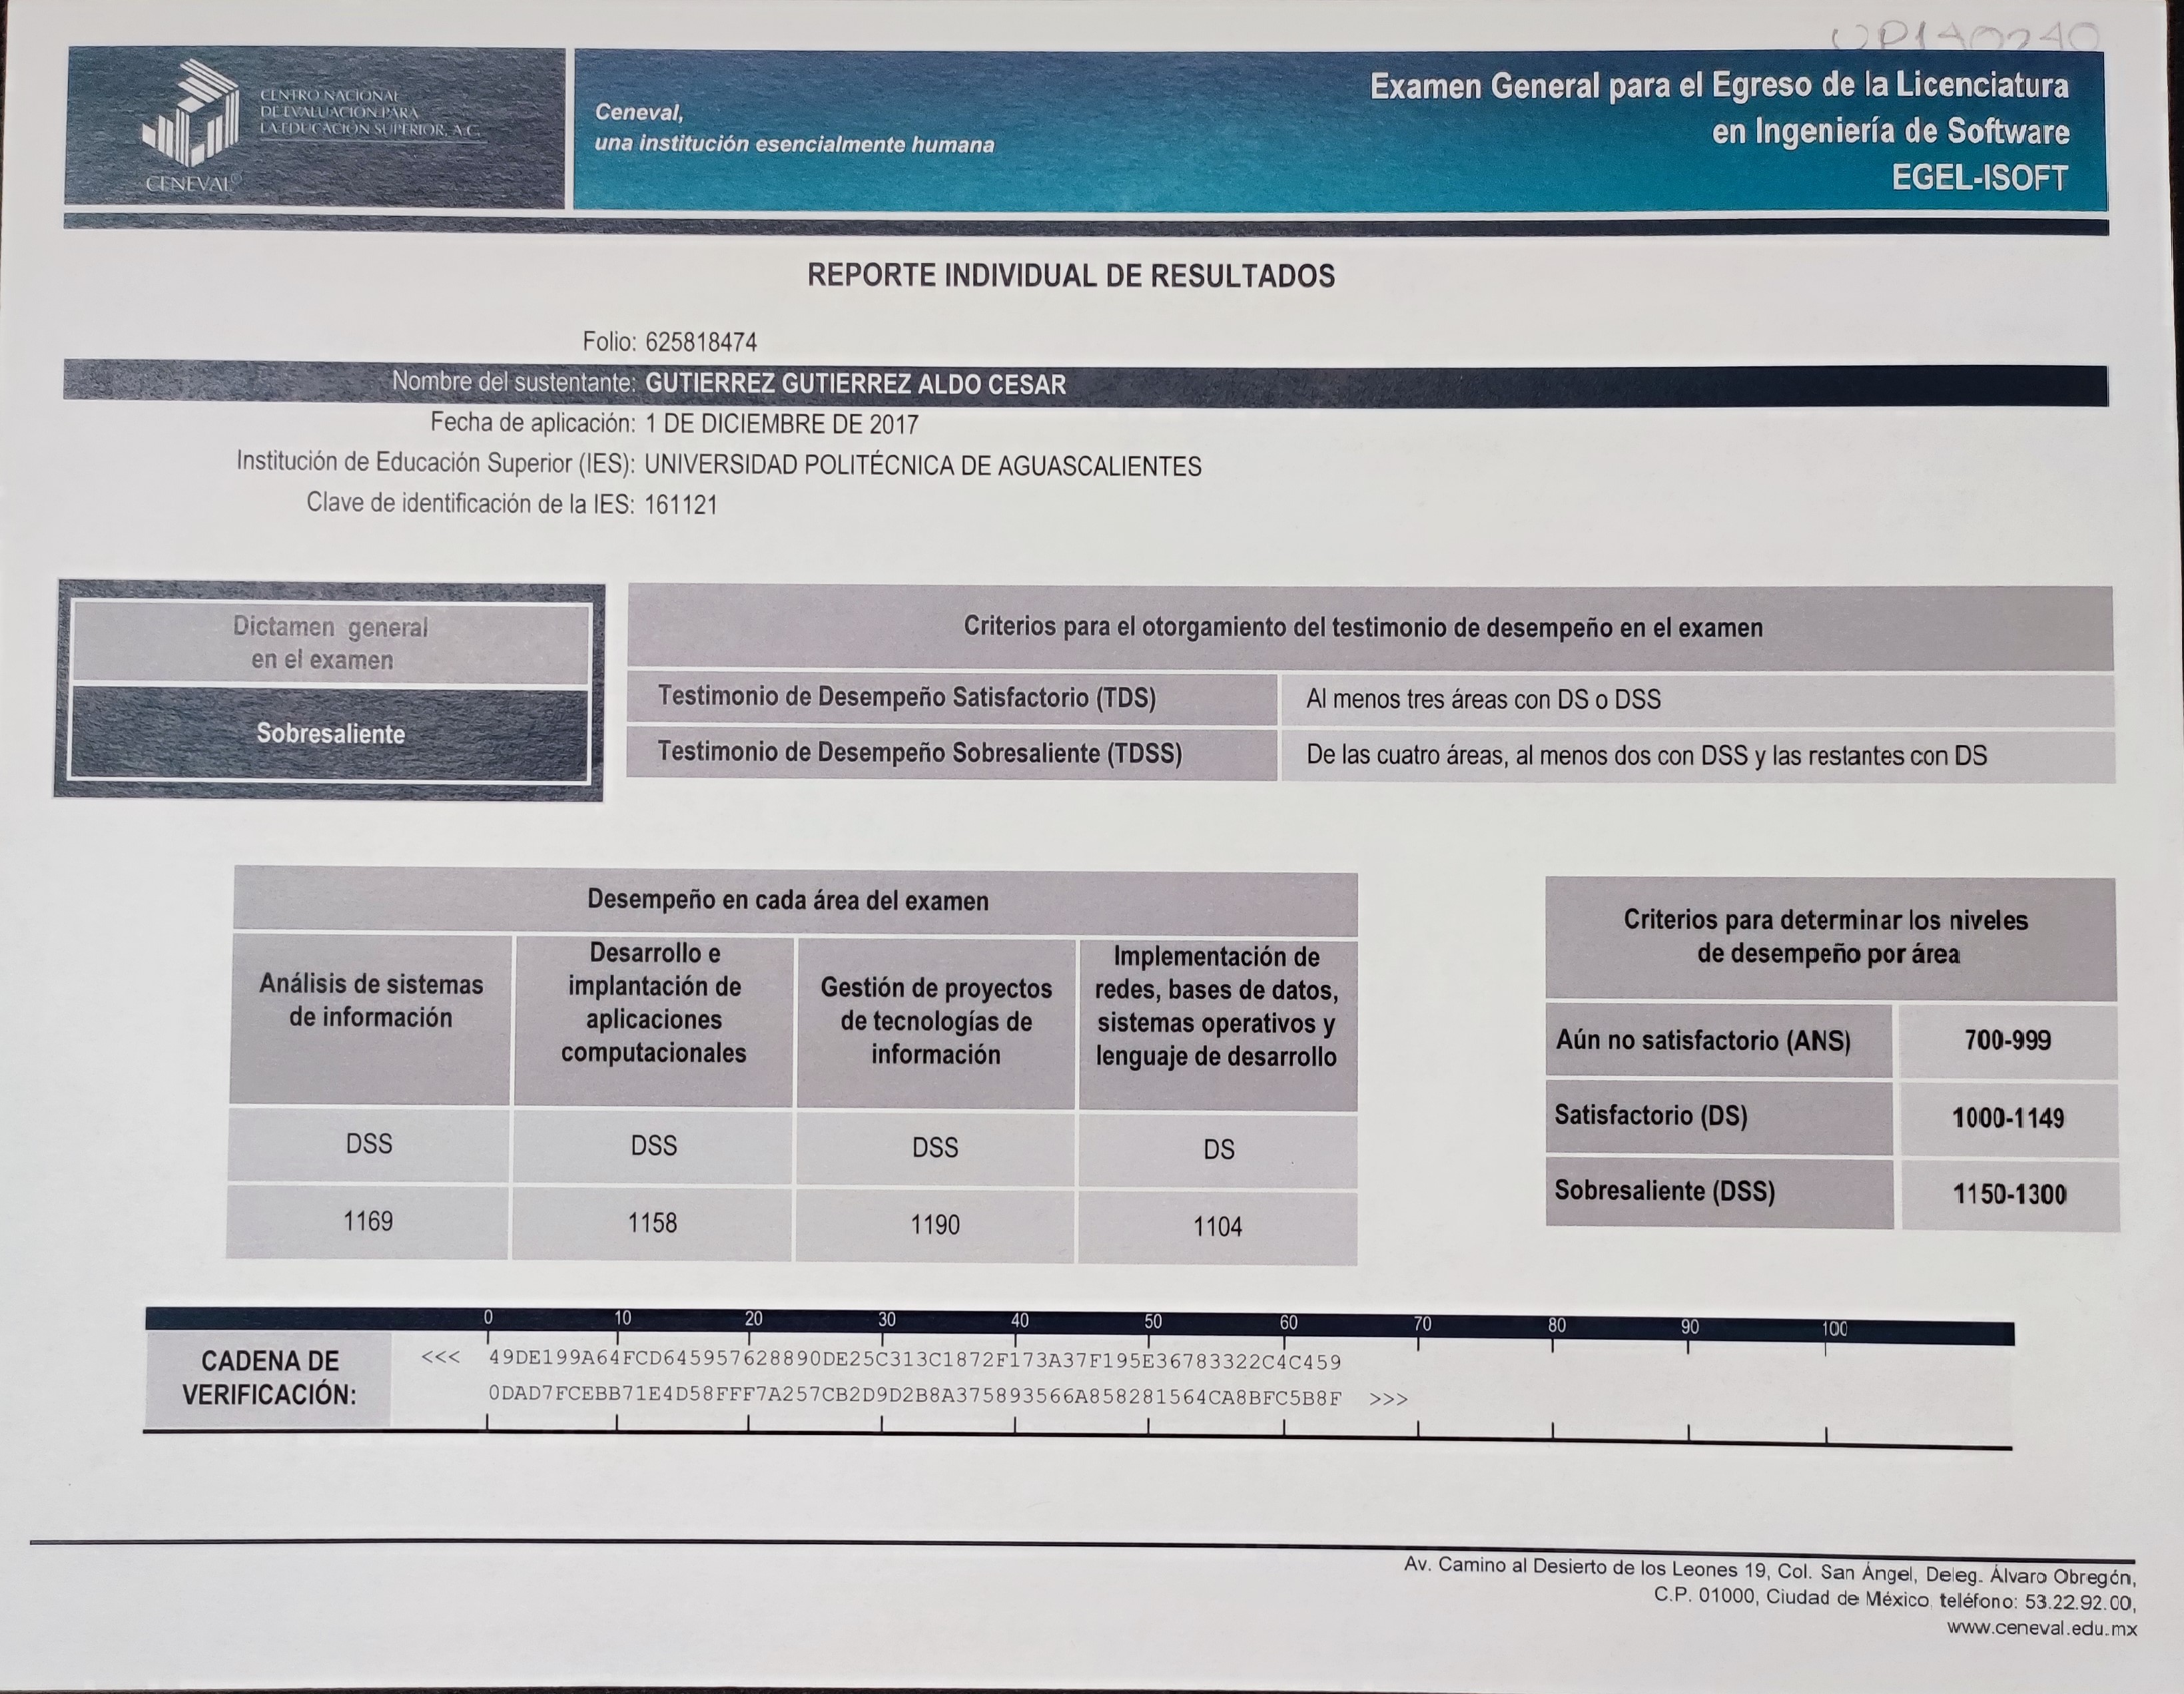 UP140240
CENTRO NACIONAL
DE EVALUACIÓN PARA
LA EDUCACIÓN SUPERIOR, A.C.
CENEVAL®
Ceneval,
una institución esencialmente humana
Examen General para el Egreso de la Licenciatura
en Ingeniería de Software
EGEL-ISOFT
REPORTE INDIVIDUAL DE RESULTADOS
Folio: 625818474
Nombre del sustentante: GUTIERREZ GUTIERREZ ALDO CESAR
Fecha de aplicación: 1 DE DICIEMBRE DE 2017
Institución de Educación Superior (IES): UNIVERSIDAD POLITÉCNICA DE AGUASCALIENTES
Clave de identificación de la IES: 161121
Dictamen general
en el examen
Sobresaliente
Criterios para el otorgamiento del testimonio de desempeño en el examen
Testimonio de Desempeño Satisfactorio (TDS) Al menos tres áreas con DS o DSS
Testimonio de Desempeño Sobresaliente (TDSS) De las cuatro áreas, al menos dos con DSS y las restantes con DS
Desempeño en cada área del examen
Análisis de sistemas
de información
Desarrollo e
implantación de
aplicaciones
computacionales
Gestión de proyectos
de tecnologías de
información
Implementación de
redes, bases de datos,
sistemas operativos y
lenguaje de desarrollo
DSS DSS DSS DS
1169 1158 1190 1104
Criterios para determinar los niveles
de desempeño por área
Aún no satisfactorio (ANS) 700-999
Satisfactorio (DS) 1000-1149
Sobresaliente (DSS) 1150-1300
0 10 20 30 40 50 60 70 80 90 100
CADENA DE
VERIFICACIÓN:
<<< 49DE199A64FCD645957628890DE25C313C1872F173A37F195E36783322C4C459
0DAD7FCEBB71E4D58FFF7A257CB2D9D2B8A375893566A858281564CA8BFC5B8F >>>
Av. Camino al Desierto de los Leones 19, Col. San Ángel, Deleg. Álvaro Obregón,
C.P. 01000, Ciudad de México, teléfono: 53.22.92.00,
www.ceneval.edu.mx